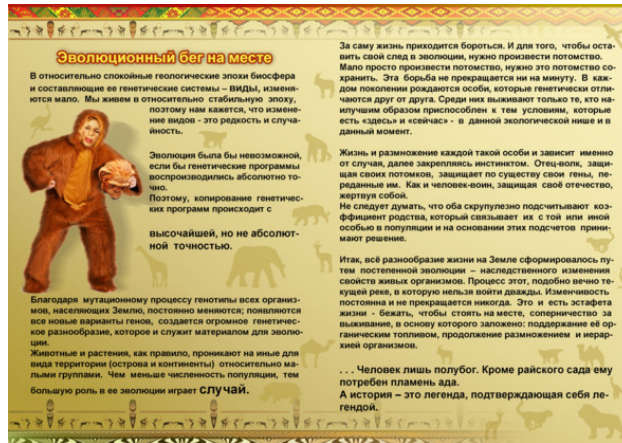 Эволюционный бег на месте
В относительно спокойные геологические эпохи биосфера
и составляющие ее генетические системы – ВИДЫ, изменя-
ются мало. Мы живем в относительно стабильную эпоху,
поэтому нам кажется, что измене-
ние видов - это редкость и случа-
йность.
Эволюция была бы невозможной,
если бы генетические программы
воспроизводились абсолютно то-
чно.
Поэтому, копирование генетичес-
ких программ происходит с
высочайшей, но не абсолют-
ной точностью.
Благодаря мутационному процессу генотипы всех организ-
мов, населяющих Землю, постоянно меняются; появляются
все новые варианты генов, создается огромное генетичес-
кое разнообразие, которое и служит материалом для эволю-
ции.
Животные и растения, как правило, проникают на иные для
вида территории (острова и континенты) относительно ма-
лыми группами. Чем меньше численность популяции, тем
большую роль в ее эволюции играет случай.
За саму жизнь приходится бороться. И для того, чтобы оста-
вить свой след в эволюции, нужно произвести потомство.
Мало просто произвести потомство, нужно это потомство со-
хранить. Эта борьба не прекращается ни на минуту. В каж-
дом поколении рождаются особи, которые генетически отли-
чаются друг от друга. Среди них выживают только те, кто на-
илучшим образом приспособлен к тем условиям, которые
есть «здесь» и «сейчас» - в данной экологической нише и в
данный момент.
Жизнь и размножение каждой такой особи и зависит именно
от случая, далее закрепляясь инстинктом. Отец-волк, защи-
щая своих потомков, защищает по существу свои гены, пе-
реданные им. Как и человек-воин, защищая своё отечество,
жертвуя собой.
Не следует думать, что оба скрупулезно подсчитывают коэ-
ффициент родства, который связывает их с той или иной
особью в популяции и на основании этих подсчетов прини-
мают решение.
Итак, всё разнообразие жизни на Земле сформировалось пу-
тем постепенной эволюции – наследственного изменения
свойств живых организмов. Процесс этот, подобно вечно те-
кущей реке, в которую нельзя войти дважды. Изменчивость
постоянна и не прекращается никогда. Это и есть эстафета
жизни - бежать, чтобы стоять на месте, соперничество за
выживание, в основу которого заложено: поддержание её ор-
ганическим топливом, продолжение размножением и иерар-
хией организмов.
. . . Человек лишь полубог. Кроме райского сада ему
потребен пламень ада.
А история – это легенда, подтверждающая себя ле-
гендой.